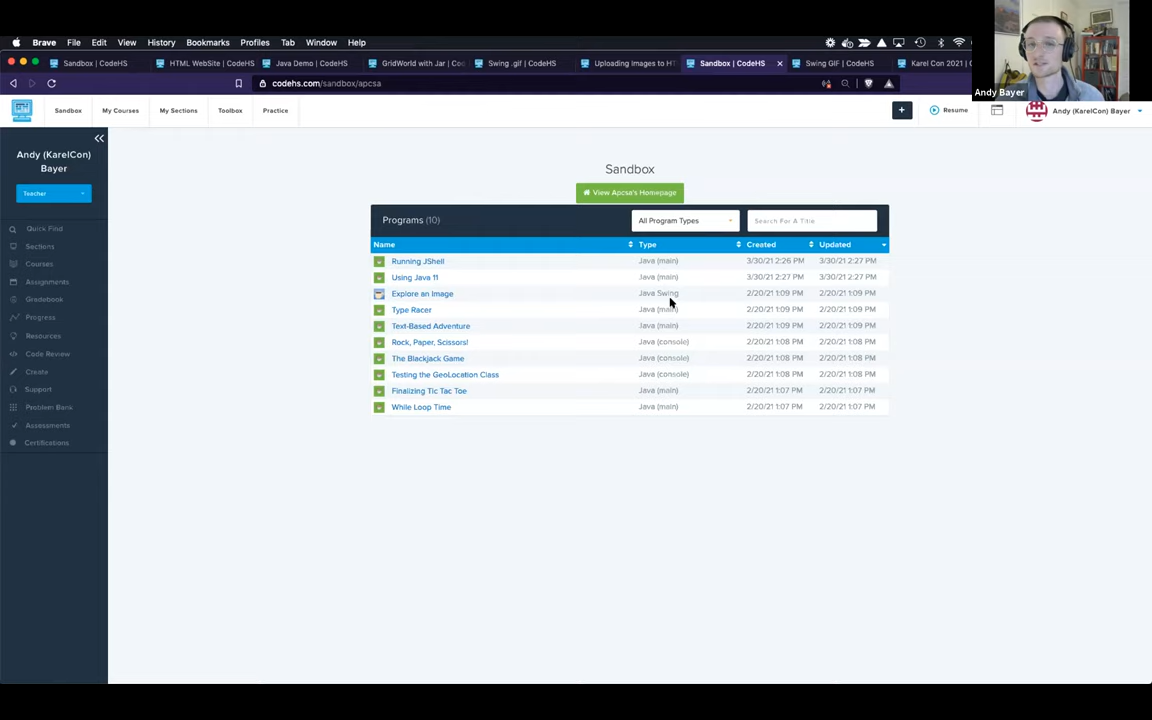 Brave File Edit View History Bookmarks Profiles Tab Window Help
Sandbox | CodeHS HTML WebSite | CodeHS Java Demo | CodeHS GridWorld with Jar | Co Swing .gif | CodeHS Uploading Images to HT Sandbox | CodeHS Swing GIF | CodeHS Karel Con 2021 | C
codehs.com/sandbox/apcsa
Andy Bayer
Sandbox My Courses My Sections Toolbox Practice + Resume Andy (KarelCon) Bayer
Andy (KarelCon)
Bayer
Teacher
Quick Find
Sections
Courses
Assignments
Gradebook
Progress
Resources
Code Review
Create
Support
Problem Bank
Assessments
Certifications
Sandbox
View Apcsa's Homepage
Programs (10) All Program Types Search For A Title
Name Type Created Updated
Running JShell Java (main) 3/30/21 2:26 PM 3/30/21 2:27 PM
Using Java 11 Java (main) 3/30/21 2:27 PM 3/30/21 2:27 PM
Explore an Image Java Swing 2/20/21 1:09 PM 2/20/21 1:09 PM
Type Racer Java (main) 2/20/21 1:09 PM 2/20/21 1:09 PM
Text-Based Adventure Java (main) 2/20/21 1:09 PM 2/20/21 1:09 PM
Rock, Paper, Scissors! Java (console) 2/20/21 1:08 PM 2/20/21 1:08 PM
The Blackjack Game Java (console) 2/20/21 1:08 PM 2/20/21 1:08 PM
Testing the GeoLocation Class Java (console) 2/20/21 1:08 PM 2/20/21 1:08 PM
Finalizing Tic Tac Toe Java (main) 2/20/21 1:07 PM 2/20/21 1:07 PM
While Loop Time Java (main) 2/20/21 1:07 PM 2/20/21 1:07 PM